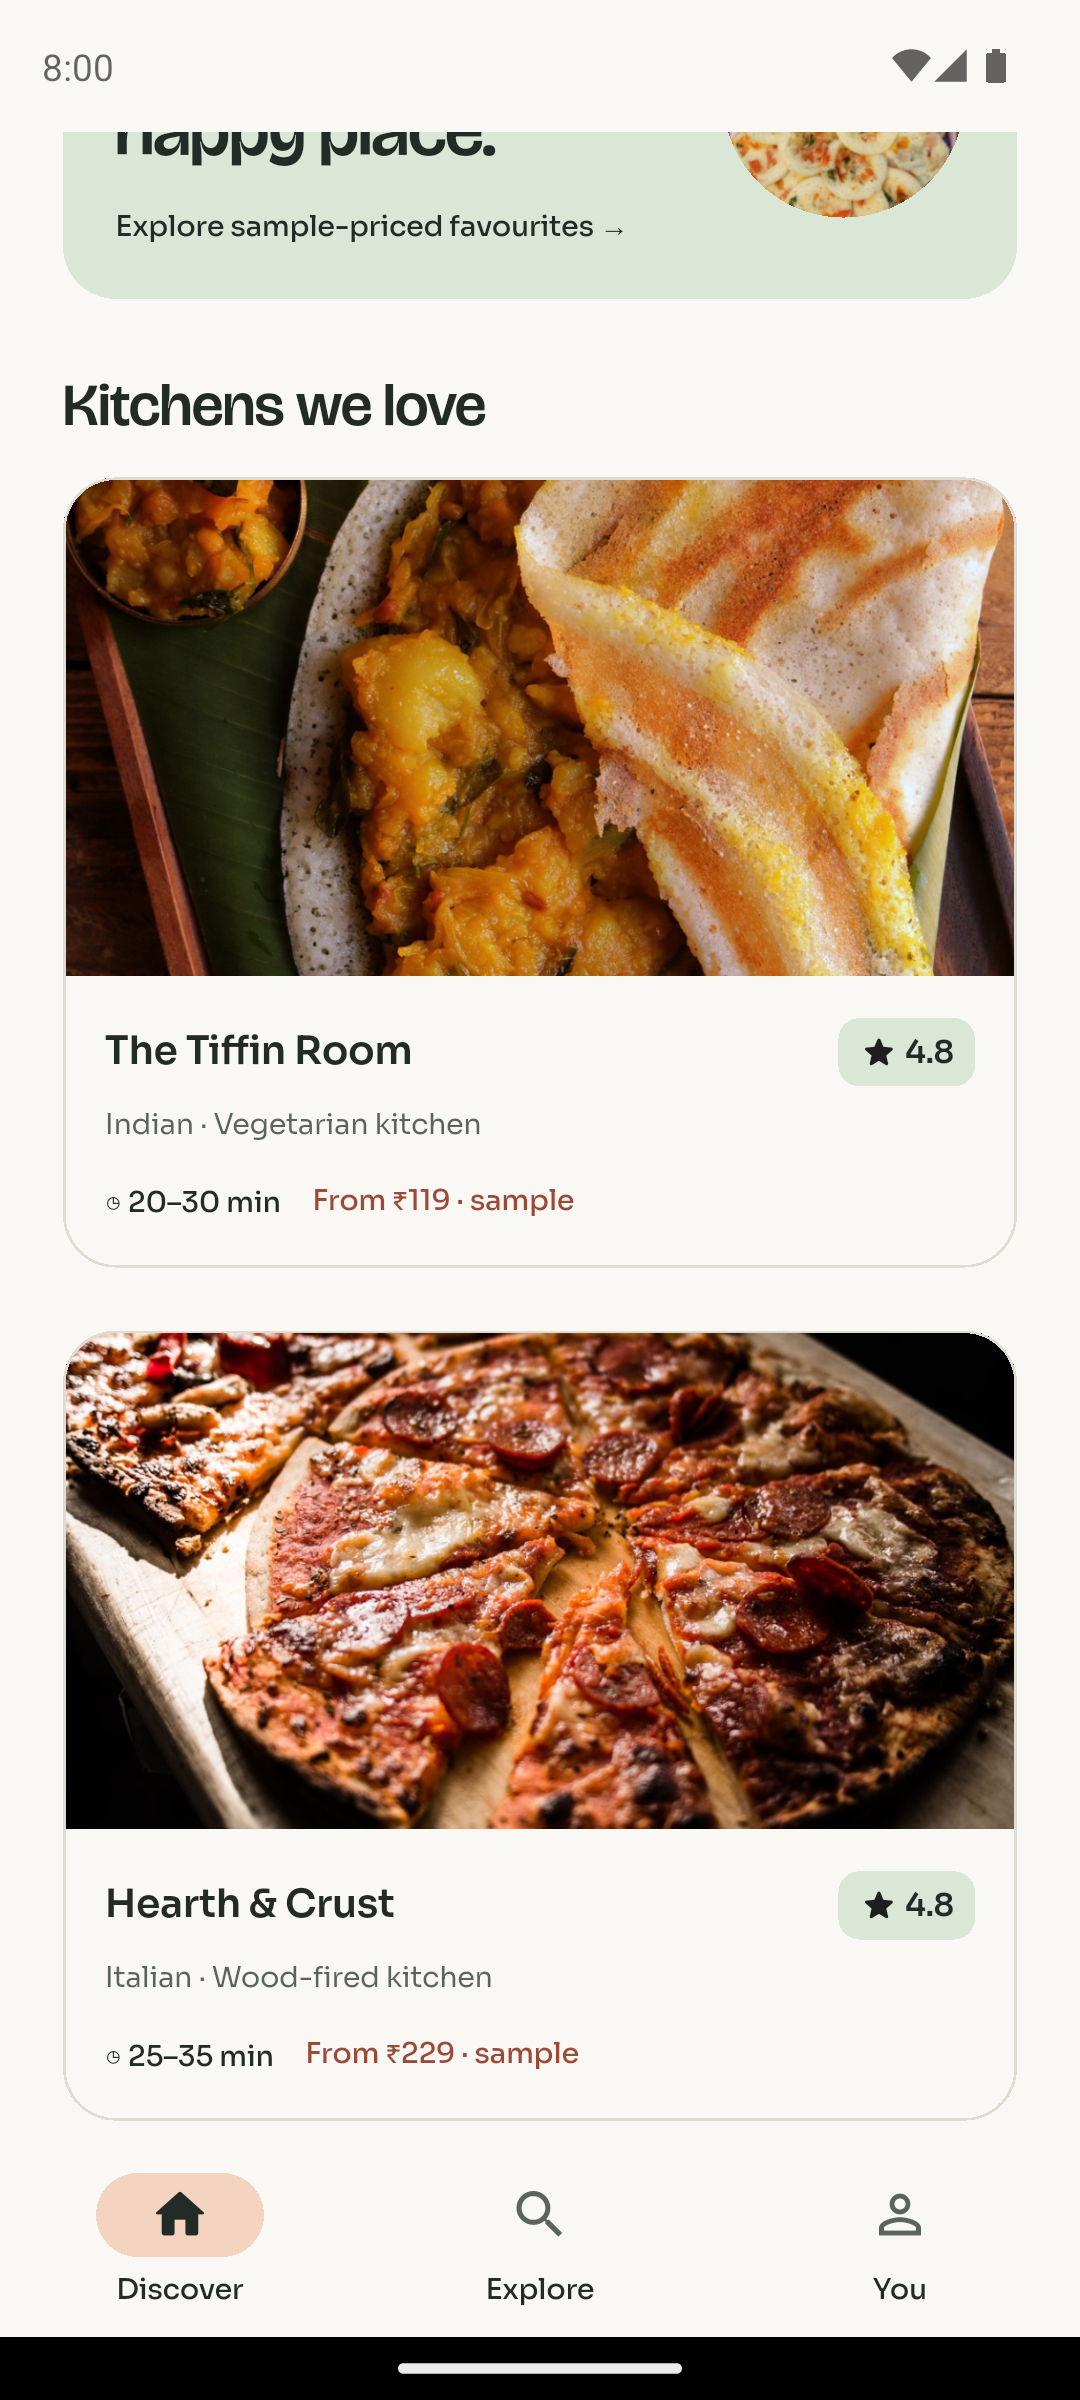 8:00
happy place.
Explore sample-priced favourites →
Kitchens we love
The Tiffin Room
★ 4.8
Indian · Vegetarian kitchen
◷ 20–30 min From ₹119 · sample
Hearth & Crust
★ 4.8
Italian · Wood-fired kitchen
◷ 25–35 min From ₹229 · sample
Discover
Explore
You